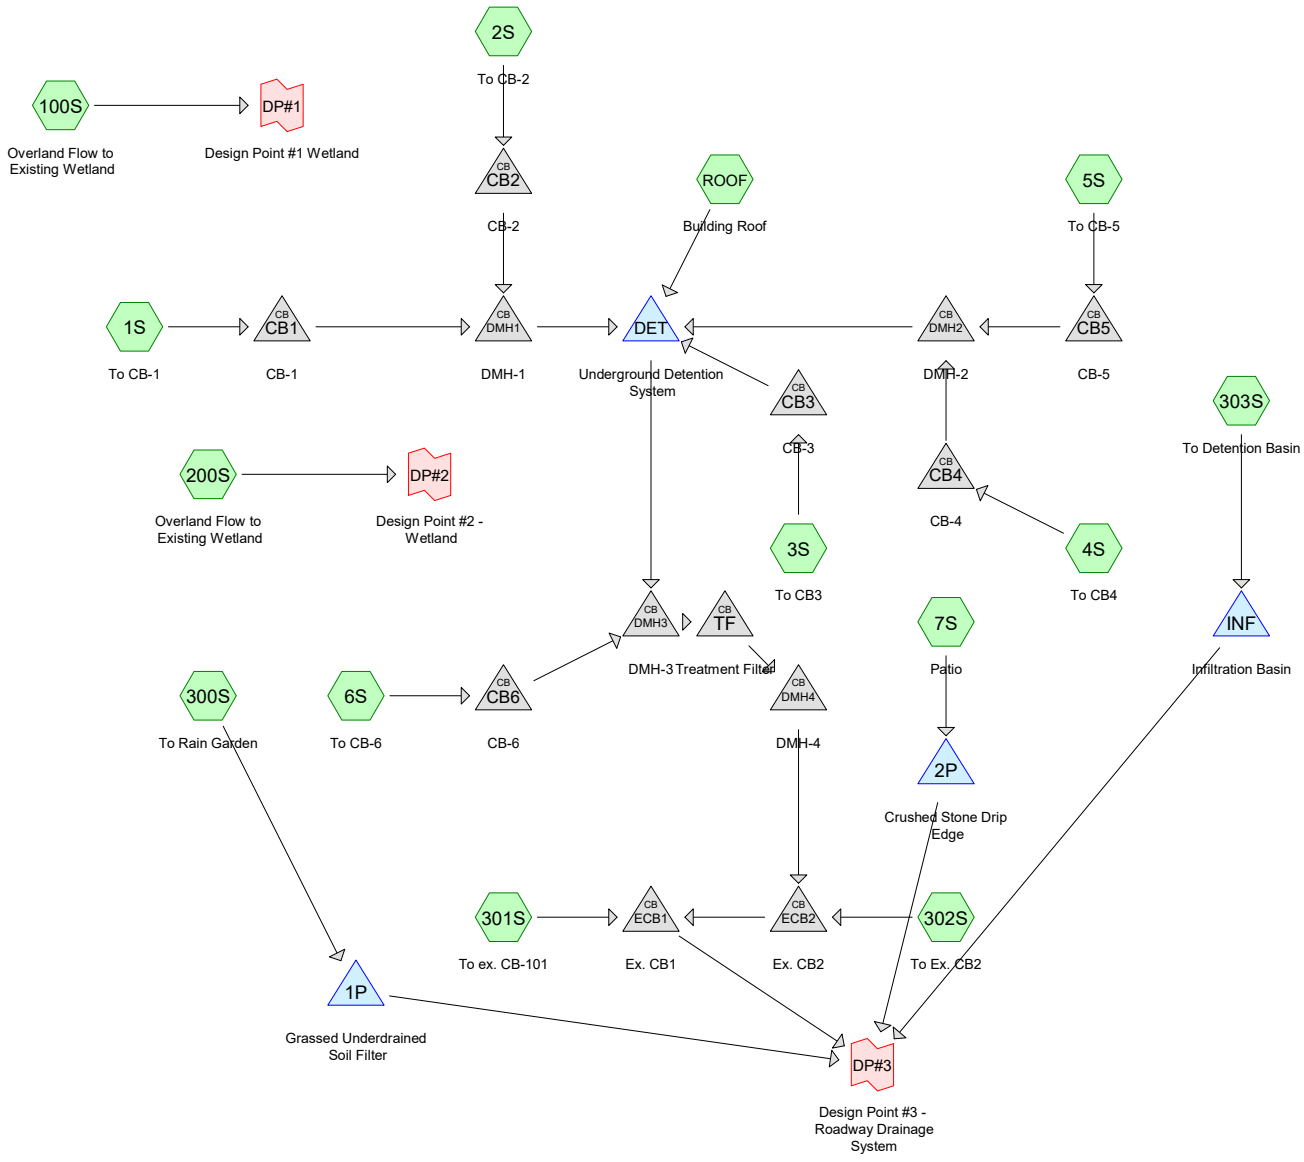 2S
To CB-2
100S
Overland Flow to
Existing Wetland
DP#1
Design Point #1 Wetland
CB
CB2
CB-2
ROOF
Building Roof
5S
To CB-5
1S
To CB-1
CB
CB1
CB-1
CB
DMH1
DMH-1
DET
Underground Detention
System
CB
DMH2
DMH-2
CB
CB5
CB-5
CB
CB3
CB-3
303S
To Detention Basin
200S
Overland Flow to
Existing Wetland
DP#2
Design Point #2 -
Wetland
CB
CB4
CB-4
3S
To CB3
4S
To CB4
CB
DMH3
DMH-3
CB
TF
Treatment Filter
7S
Patio
INF
Infiltration Basin
300S
To Rain Garden
6S
To CB-6
CB
CB6
CB-6
CB
DMH4
DMH-4
2P
Crushed Stone Drip
Edge
301S
To ex. CB-101
CB
ECB1
Ex. CB1
CB
ECB2
Ex. CB2
302S
To Ex. CB2
1P
Grassed Underdrained
Soil Filter
DP#3
Design Point #3 -
Roadway Drainage
System